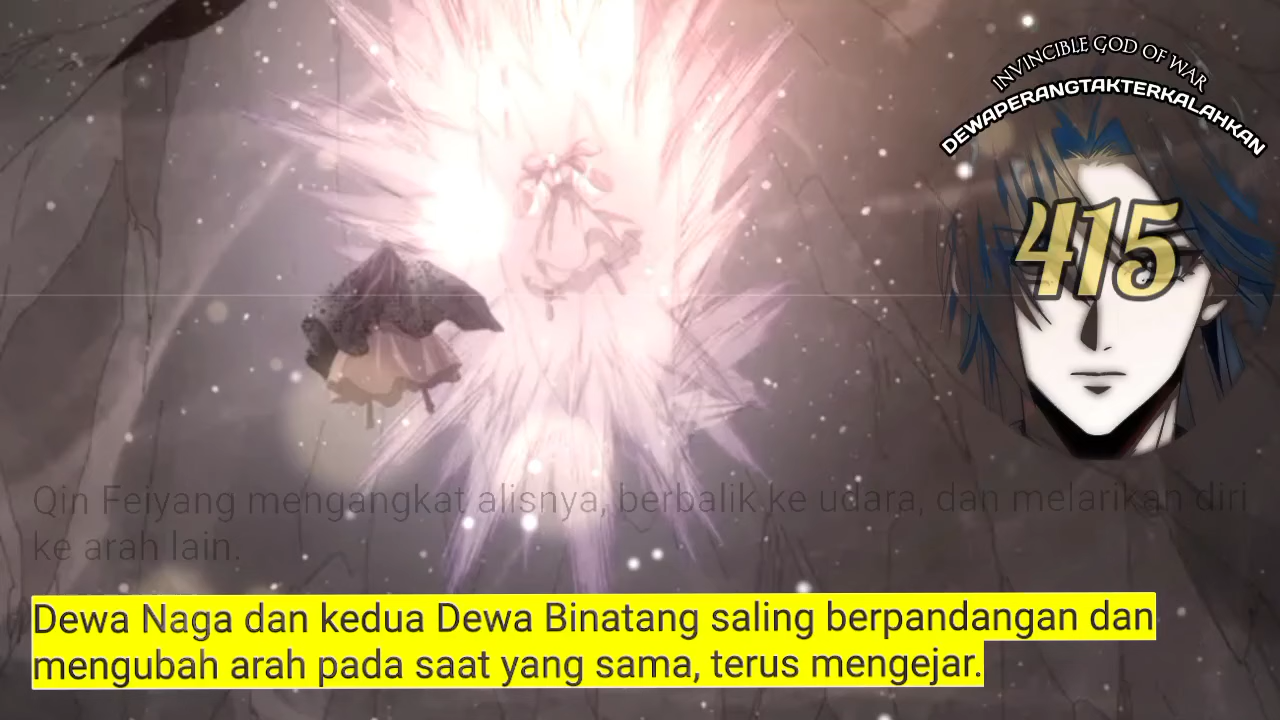 INVINCIBLE GOD OF WAR
DEWAPERANGTAKTERKALAHKAN
415
Qin Feiyang mengangkat alisnya, berbalik ke udara, dan melarikan diri
ke arah lain.
Dewa Naga dan kedua Dewa Binatang saling berpandangan dan
mengubah arah pada saat yang sama, terus mengejar.